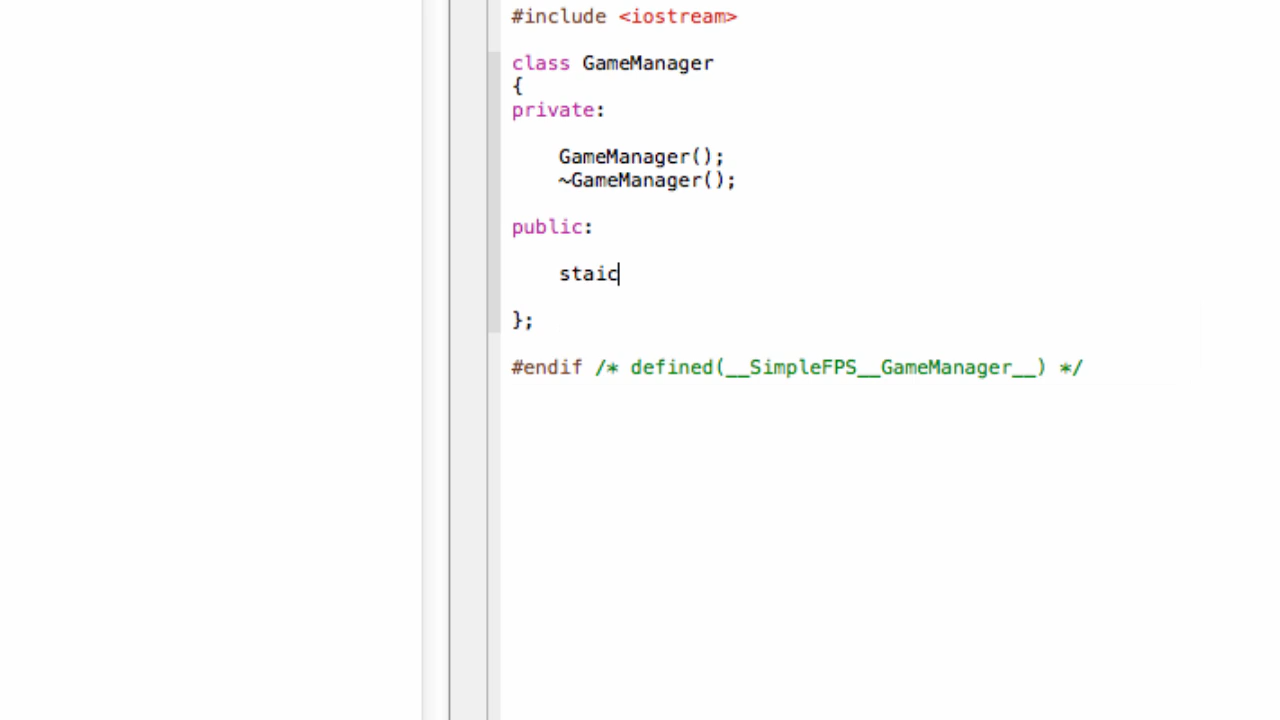 #include <iostream>
class GameManager
{
private:
GameManager();
~GameManager();
public:
staic
};
#endif /* defined(__SimpleFPS__GameManager__) */